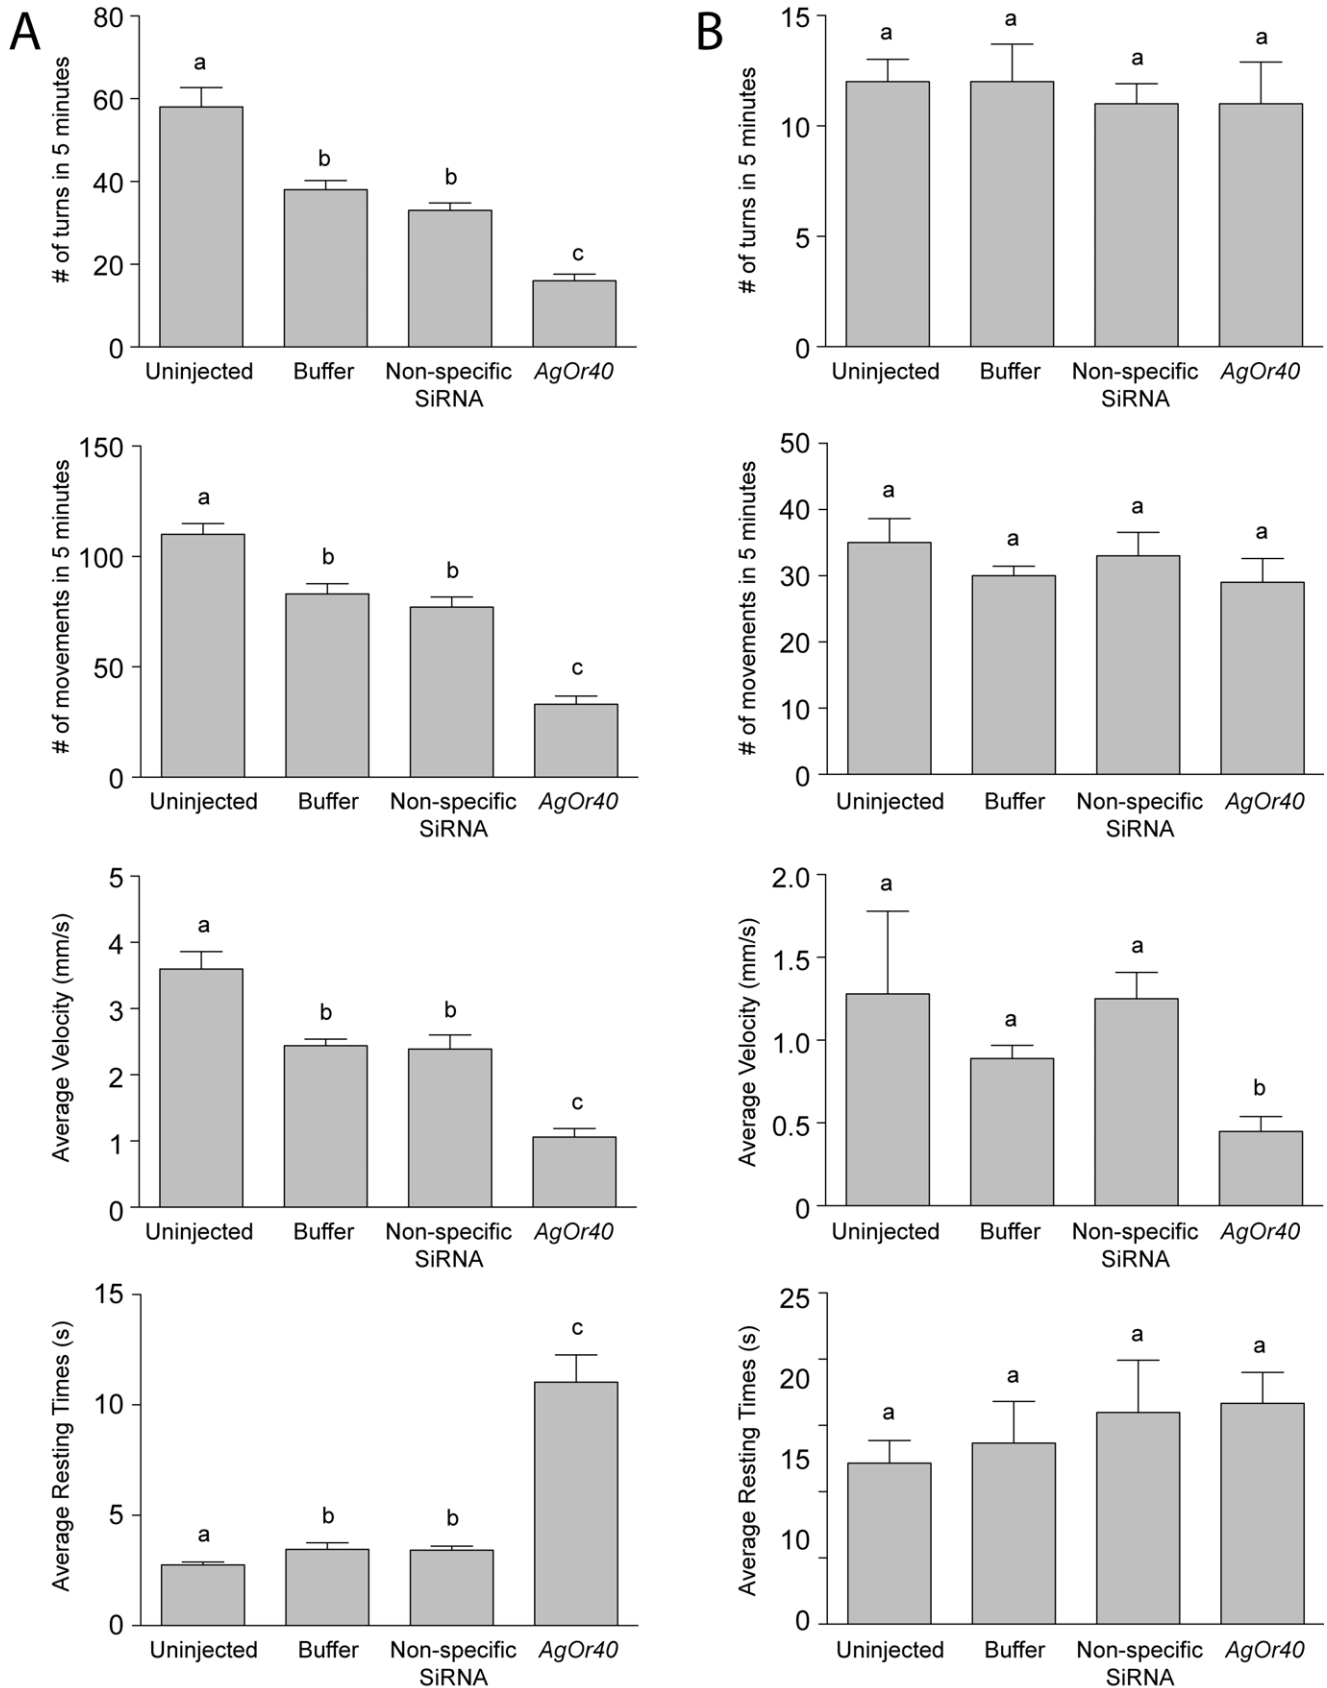 A
# of turns in 5 minutes
80
60
40
20
0
a
b
b
c
Uninjected
Buffer
Non-specific
SiRNA
AgOr40
# of movements in 5 minutes
150
100
50
0
a
b
b
c
Uninjected
Buffer
Non-specific
SiRNA
AgOr40
Average Velocity (mm/s)
5
4
3
2
1
0
a
b
b
c
Uninjected
Buffer
Non-specific
SiRNA
AgOr40
Average Resting Times (s)
15
10
5
0
a
b
b
c
Uninjected
Buffer
Non-specific
SiRNA
AgOr40
B
# of turns in 5 minutes
15
10
5
0
a
a
a
a
Uninjected
Buffer
Non-specific
SiRNA
AgOr40
# of movements in 5 minutes
50
40
30
20
10
0
a
a
a
a
Uninjected
Buffer
Non-specific
SiRNA
AgOr40
Average Velocity (mm/s)
2.0
1.5
1.0
0.5
0
a
a
a
b
Uninjected
Buffer
Non-specific
SiRNA
AgOr40
Average Resting Times (s)
25
20
15
10
0
a
a
a
a
Uninjected
Buffer
Non-specific
SiRNA
AgOr40